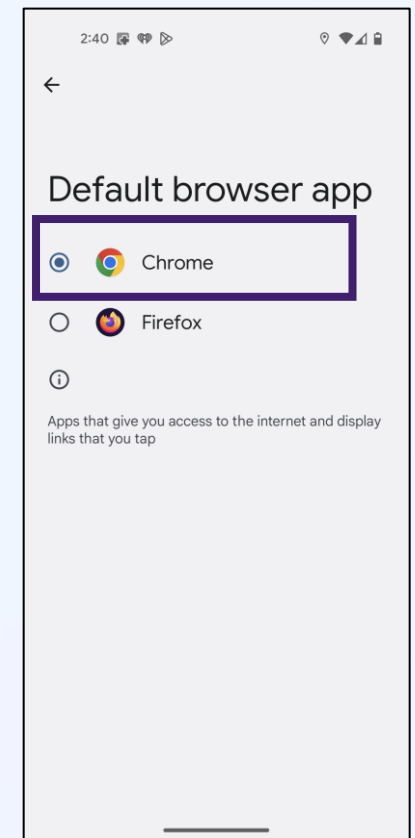 2:40
Default browser app
Chrome
Firefox
Apps that give you access to the internet and display
links that you tap